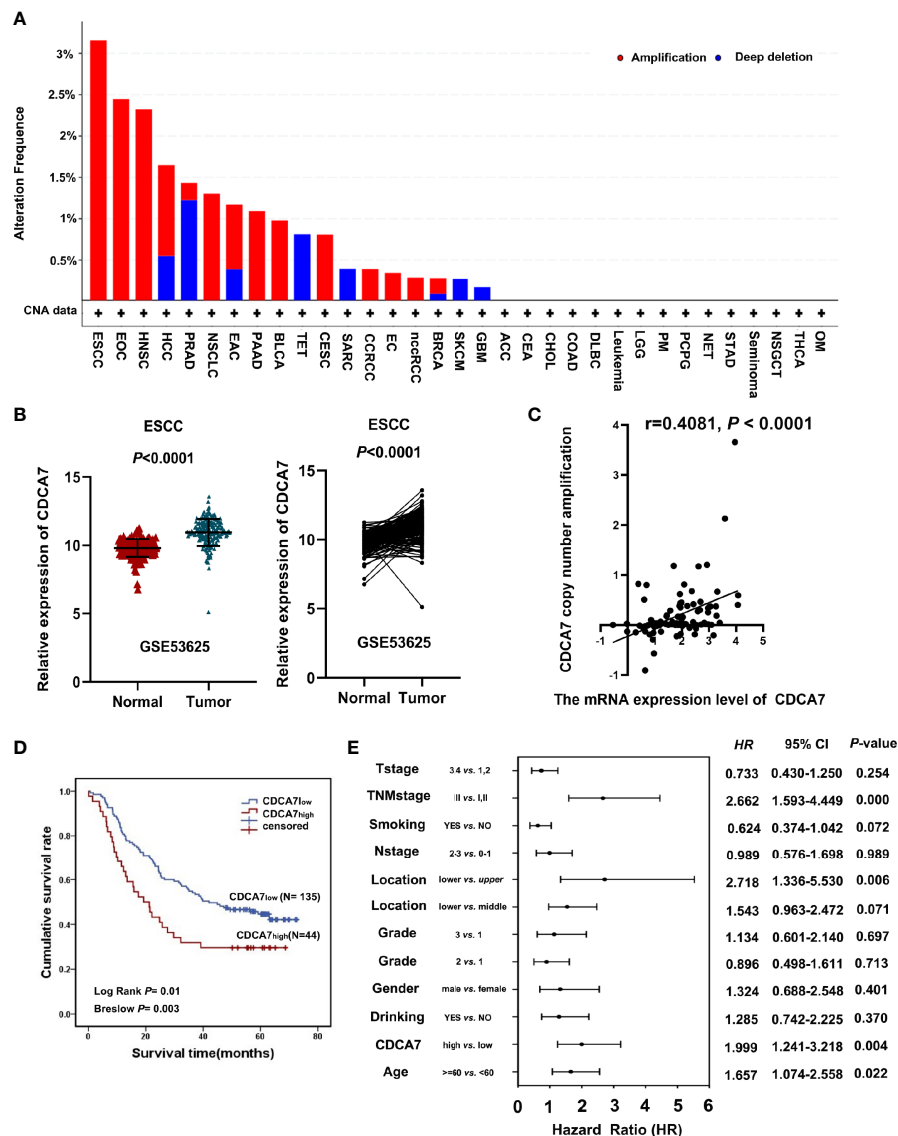 A
Alteration Frequence
3%
2.5%
2%
1.5%
1%
0.5%
Amplification
Deep deletion
CNA data
+ + + + + + + + + + + + + + + + + + + + + + + + + + + + + + + +
ESCC EOC HNSC HCC PRAD NSCLC EAC PAAD BLCA TET CESC SARC CCRCC EC nccRCC BRCA SKCM GBM ACC CEA CHOL COAD DLBC Leukemia LGG PM PCPG NET STAD Seminoma NSGCT THCA OM
B
ESCC
P<0.0001
Relative expression of CDCA7
15
10
5
0
GSE53625
Normal Tumor
ESCC
P<0.0001
Relative expression of CDCA7
15
10
5
0
GSE53625
Normal Tumor
C
r=0.4081, P < 0.0001
CDCA7 copy number amplification
4
3
2
1
-1
-1 1 2 3 4 5
The mRNA expression level of CDCA7
D
Cumulative survival rate
1.0
0.8
0.6
0.4
0.2
0.0
CDCA7low
CDCA7high
censored
CDCA7low (N= 135)
CDCA7high(N=44)
Log Rank P= 0.01
Breslow P= 0.003
0 20 40 60 80
Survival time(months)
E
HR 95% CI P-value
Tstage 3.4 vs. 1,2 0.733 0.430-1.250 0.254
TNMstage III vs. I,II 2.662 1.593-4.449 0.000
Smoking YES vs. NO 0.624 0.374-1.042 0.072
Nstage 2-3 vs. 0-1 0.989 0.576-1.698 0.989
Location lower vs. upper 2.718 1.336-5.530 0.006
Location lower vs. middle 1.543 0.963-2.472 0.071
Grade 3 vs. 1 1.134 0.601-2.140 0.697
Grade 2 vs. 1 0.896 0.498-1.611 0.713
Gender male vs. female 1.324 0.688-2.548 0.401
Drinking YES vs. NO 1.285 0.742-2.225 0.370
CDCA7 high vs. low 1.999 1.241-3.218 0.004
Age >=60 vs. <60 1.657 1.074-2.558 0.022
0 1 2 3 4 5 6
Hazard Ratio (HR)